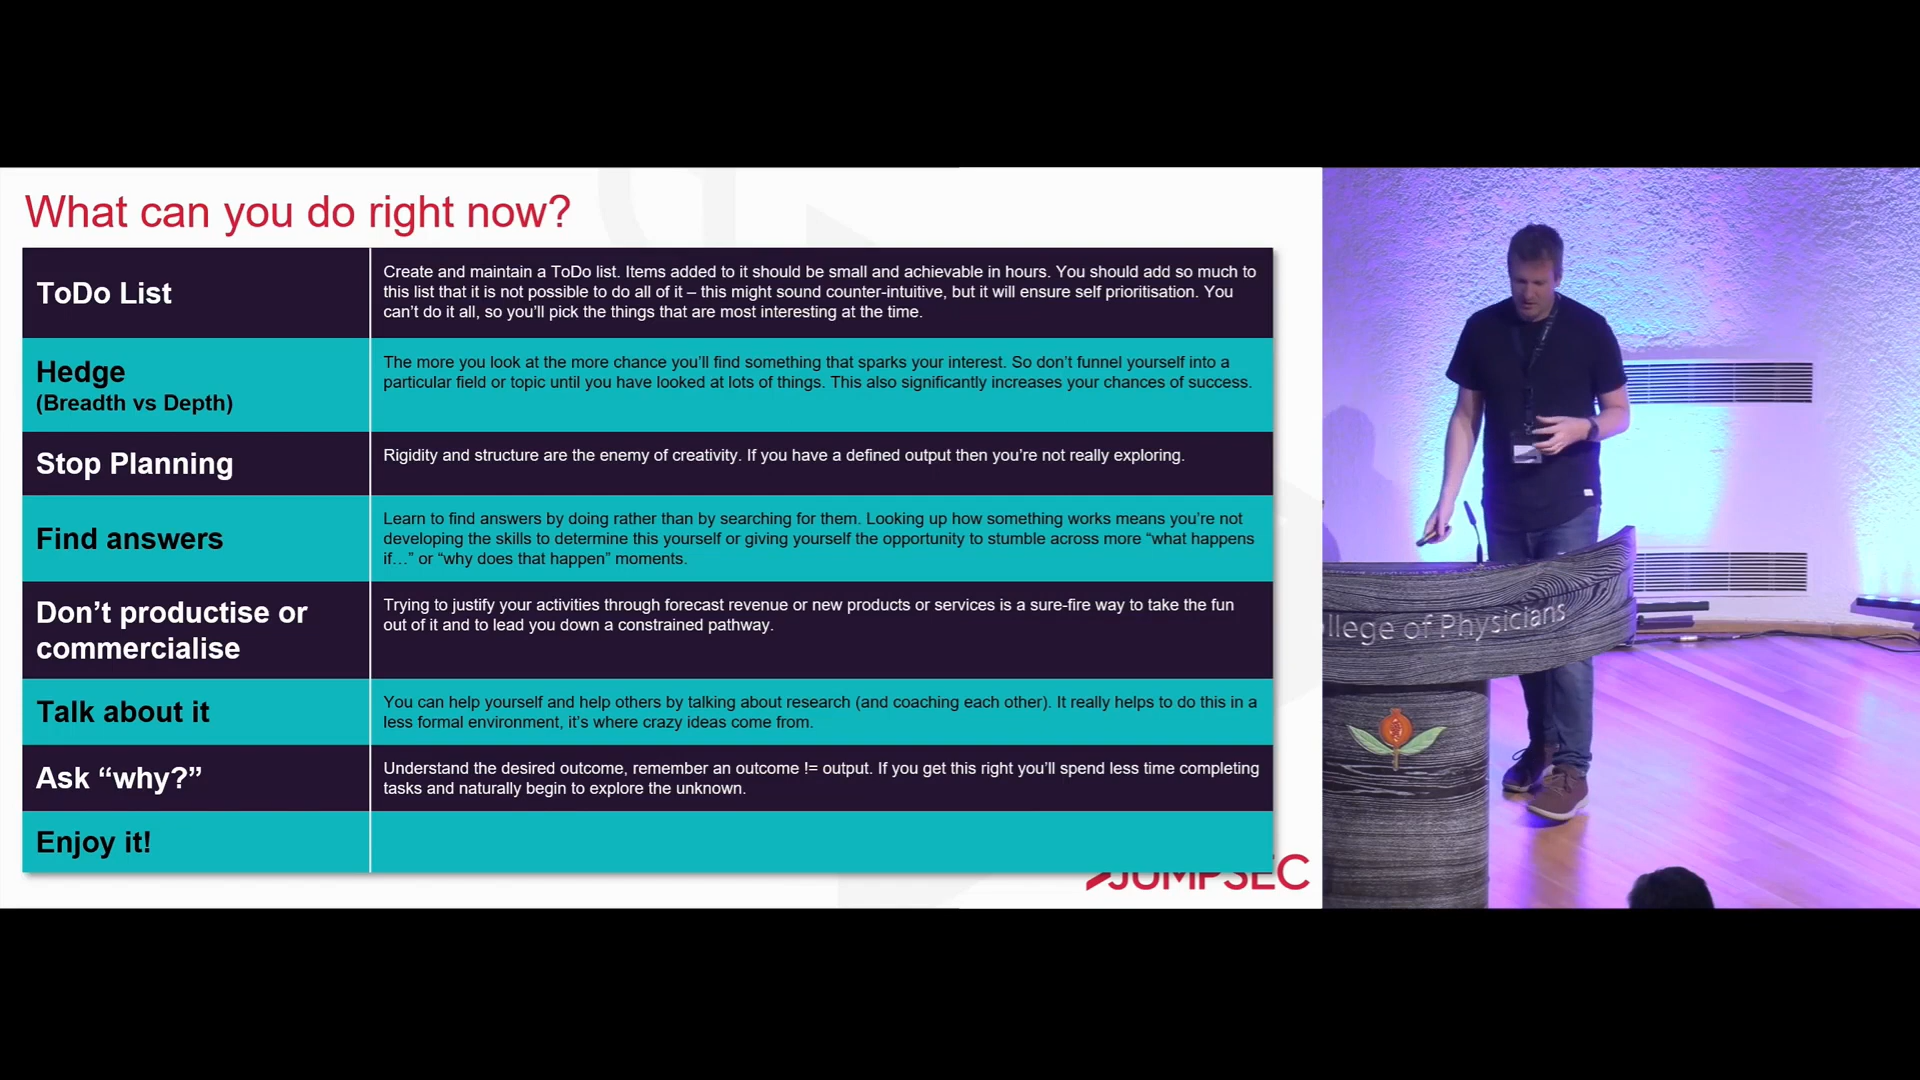 What can you do right now?
ToDo List
Create and maintain a ToDo list. Items added to it should be small and achievable in hours. You should add so much to
this list that it is not possible to do all of it – this might sound counter-intuitive, but it will ensure self prioritisation. You
can’t do it all, so you’ll pick the things that are most interesting at the time.
Hedge
(Breadth vs Depth)
The more you look at the more chance you’ll find something that sparks your interest. So don’t funnel yourself into a
particular field or topic until you have looked at lots of things. This also significantly increases your chances of success.
Stop Planning
Rigidity and structure are the enemy of creativity. If you have a defined output then you’re not really exploring.
Find answers
Learn to find answers by doing rather than by searching for them. Looking up how something works means you’re not
developing the skills to determine this yourself or giving yourself the opportunity to stumble across more “what happens
if…” or “why does that happen” moments.
Don’t productise or
commercialise
Trying to justify your activities through forecast revenue or new products or services is a sure-fire way to take the fun
out of it and to lead you down a constrained pathway.
Talk about it
You can help yourself and help others by talking about research (and coaching each other). It really helps to do this in a
less formal environment, it’s where crazy ideas come from.
Ask “why?”
Understand the desired outcome, remember an outcome != output. If you get this right you’ll spend less time completing
tasks and naturally begin to explore the unknown.
Enjoy it!
JUMPSEC
llege of Physicians